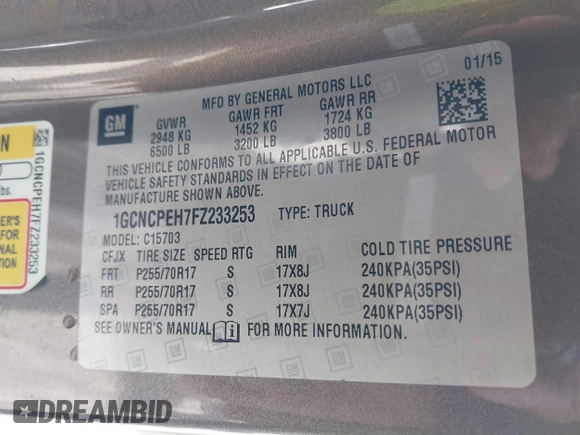 GM
MFD BY GENERAL MOTORS LLC
01/15
GVWR GAWR FRT GAWR RR
2948 KG 1452 KG 1724 KG
6500 LB 3200 LB 3800 LB
THIS VEHICLE CONFORMS TO ALL APPLICABLE U.S. FEDERAL MOTOR
VEHICLE SAFETY STANDARDS IN EFFECT ON THE DATE OF
MANUFACTURE SHOWN ABOVE.
1GCNCPEH7FZ233253 TYPE: TRUCK
MODEL: C15703
CFJX TIRE SIZE SPEED RTG RIM COLD TIRE PRESSURE
FRT P255/70R17 S 17X8J 240KPA(35PSI)
RR P255/70R17 S 17X8J 240KPA(35PSI)
SPA P255/70R17 S 17X7J 240KPA(35PSI)
SEE OWNER'S MANUAL FOR MORE INFORMATION.
1GCNCPEH7FZ233253
lbs.
DREAMBID